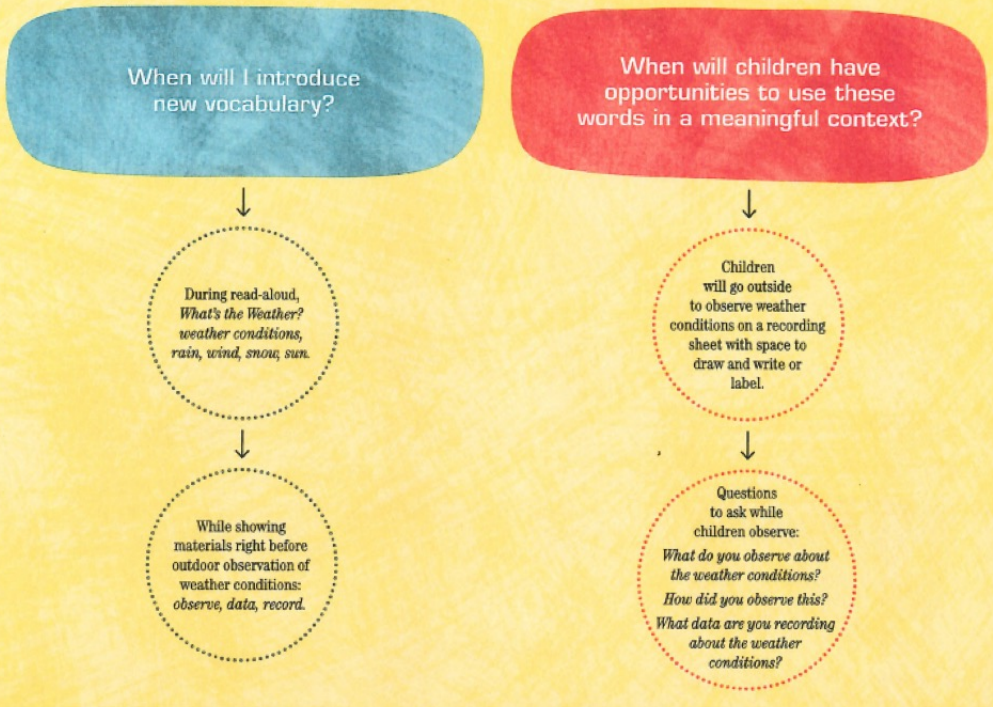 When will I introduce
new vocabulary?
During read-aloud,
What's the Weather?
weather conditions,
rain, wind, snow, sun.
While showing
materials right before
outdoor observation of
weather conditions:
observe, data, record.
When will children have
opportunities to use these
words in a meaningful context?
Children
will go outside
to observe weather
conditions on a recording
sheet with space to
draw and write or
label.
Questions
to ask while
children observe:
What do you observe about
the weather conditions?
How did you observe this?
What data are you recording
about the weather
conditions?